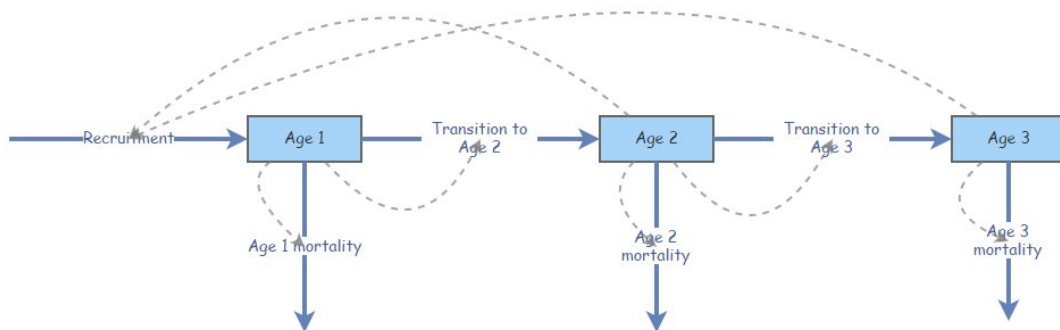 Recruitment
Age 1
Transition to
Age 2
Age 2
Transition to
Age 3
Age 3
Age 1 mortality
Age 2
mortality
Age 3
mortality